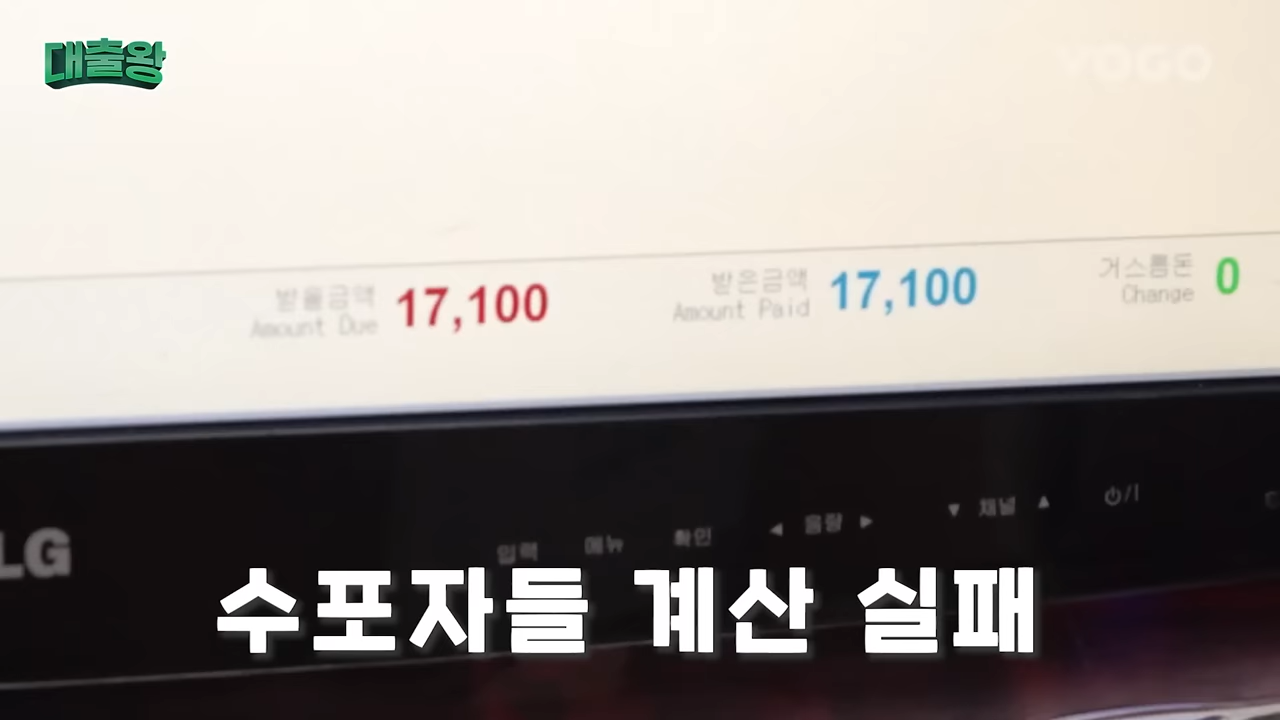 대출왕
YOGO
받을금액 17,100
Amount Due
받은금액 17,100
Amount Paid
거스름돈 0
Change
LG
입력 메뉴 확인 ◀ 음량 ▶ ▼ 채널 ▲ ⏻/I
수포자들 계산 실패